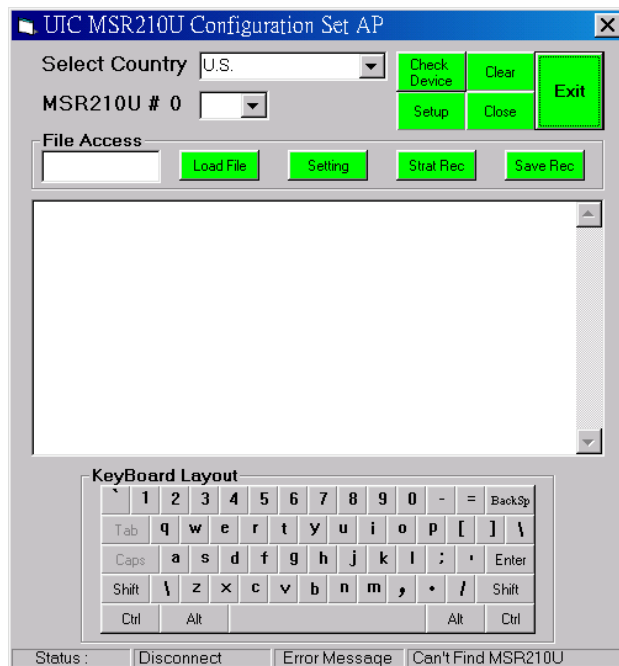 UIC MSR210U Configuration Set AP
Select Country U.S.
Check Device Clear Exit
MSR210U # 0
Setup Close
File Access
Load File Setting Strat Rec Save Rec
KeyBoard Layout
` 1 2 3 4 5 6 7 8 9 0 - = BackSp
Tab q w e r t y u i o p [ ] \
Caps a s d f g h j k l ; ' Enter
Shift \ z x c v b n m , . / Shift
Ctrl Alt Alt Ctrl
Status : Disconnect Error Message Can't Find MSR210U